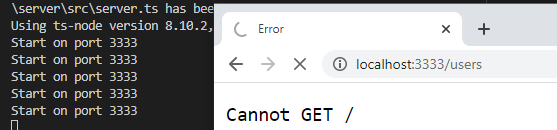 \server\src\server.ts has bee
Using ts-node version 8.10.2,
Start on port 3333
Start on port 3333
Start on port 3333
Start on port 3333
Start on port 3333
Error
localhost:3333/users
Cannot GET /